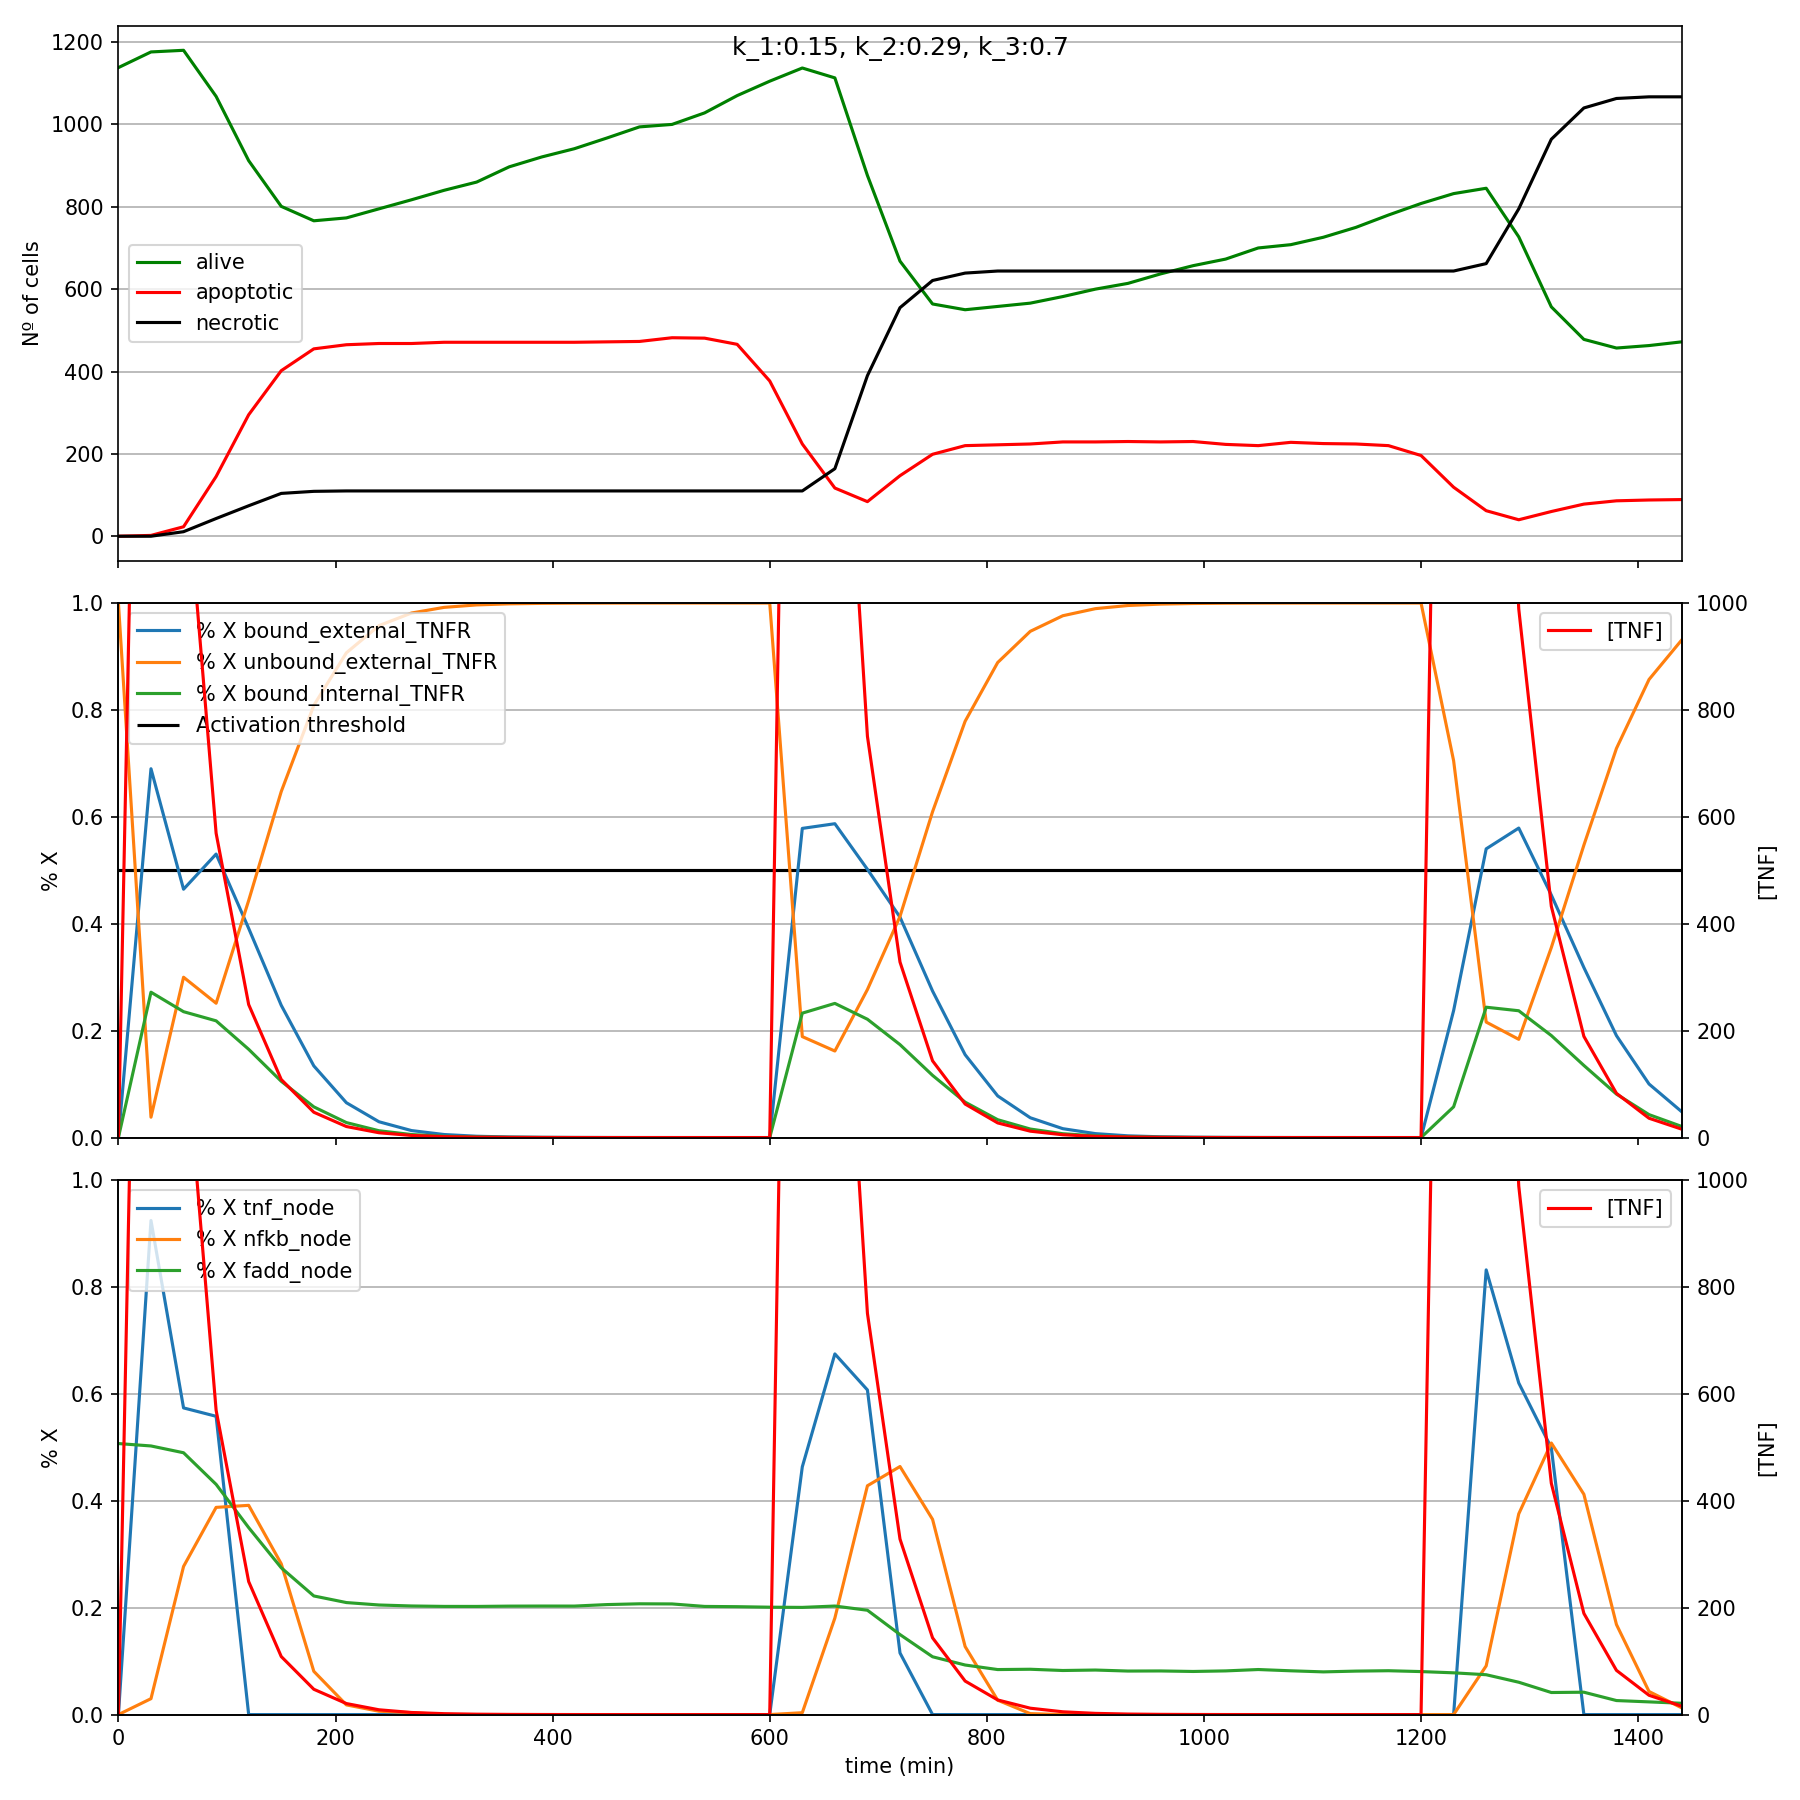 k_1:0.15, k_2:0.29, k_3:0.7
1200
1000
800
600
400
200
0
Nº of cells
alive
apoptotic
necrotic
1.0
0.8
0.6
0.4
0.2
0.0
% X
% X bound_external_TNFR
% X unbound_external_TNFR
% X bound_internal_TNFR
Activation threshold
[TNF]
1000
800
600
400
200
0
[TNF]
1.0
0.8
0.6
0.4
0.2
0.0
% X
% X tnf_node
% X nfkb_node
% X fadd_node
[TNF]
1000
800
600
400
200
0
[TNF]
0 200 400 600 800 1000 1200 1400
time (min)